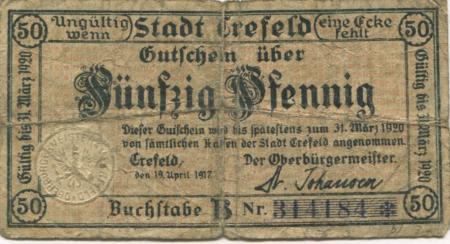 50 Ungültig wenn Stadt Crefeld eine Ecke fehlt 50
Gutschein über
Fünfzig Pfennig
Gültig bis 31. März 1920
Gültig bis 31. März 1920
Dieser Gutschein wird bis spätestens zum 31. März 1920
von sämtlichen Kassen der Stadt Crefeld angenommen.
Crefeld, Der Oberbürgermeister.
den 19. April 1917
50 Buchstabe B Nr. 311184 * 50